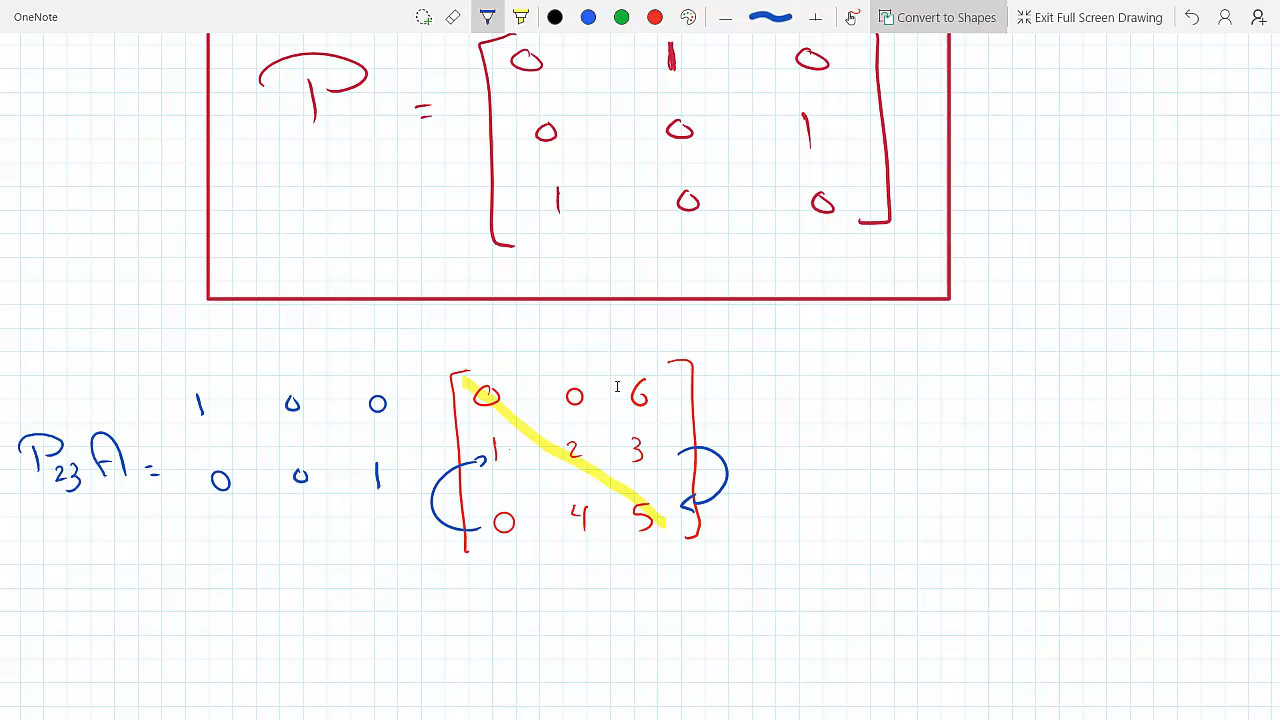 OneNote Convert to Shapes Exit Full Screen Drawing
0 1 0
P = 0 0 1
1 0 0
1 0 0 0 0 6
P23A = 0 0 1 1 2 3
0 4 5